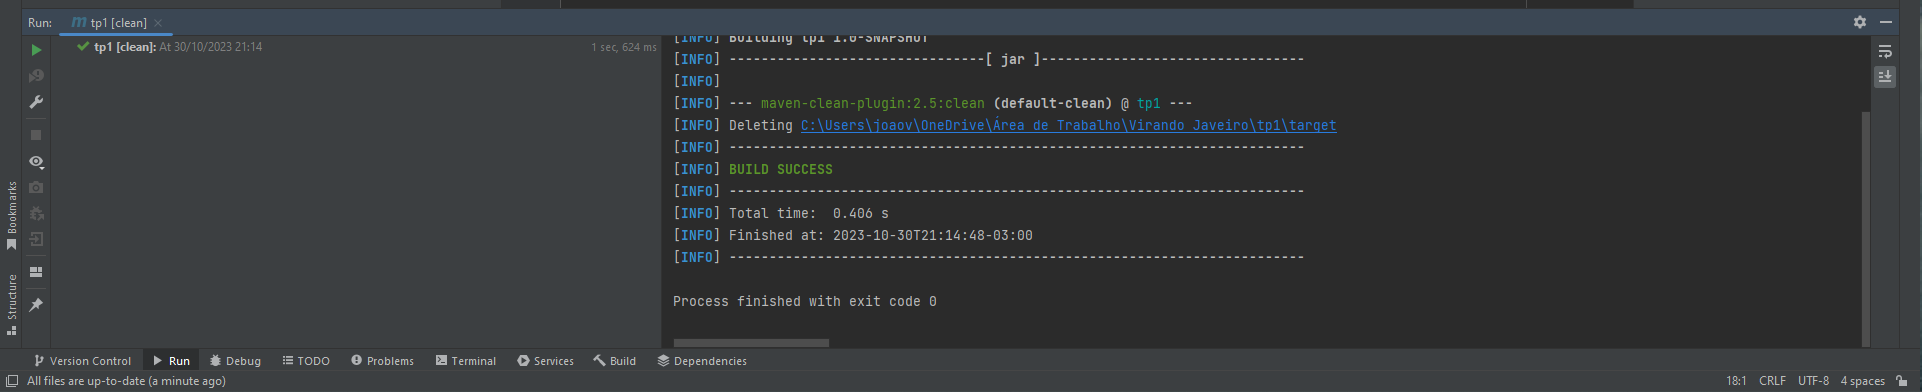 Run: tp1 [clean] ×
tp1 [clean]: At 30/10/2023 21:14 1 sec, 624 ms
[INFO] Building tp1 1.0-SNAPSHOT
[INFO] --------------------------------[ jar ]---------------------------------
[INFO]
[INFO] --- maven-clean-plugin:2.5:clean (default-clean) @ tp1 ---
[INFO] Deleting C:\Users\joaov\OneDrive\Área de Trabalho\Virando Javeiro\tp1\target
[INFO] ------------------------------------------------------------------------
[INFO] BUILD SUCCESS
[INFO] ------------------------------------------------------------------------
[INFO] Total time:  0.406 s
[INFO] Finished at: 2023-10-30T21:14:48-03:00
[INFO] ------------------------------------------------------------------------
Process finished with exit code 0
Bookmarks
Structure
Version Control Run Debug TODO Problems Terminal Services Build Dependencies
All files are up-to-date (a minute ago) 18:1 CRLF UTF-8 4 spaces